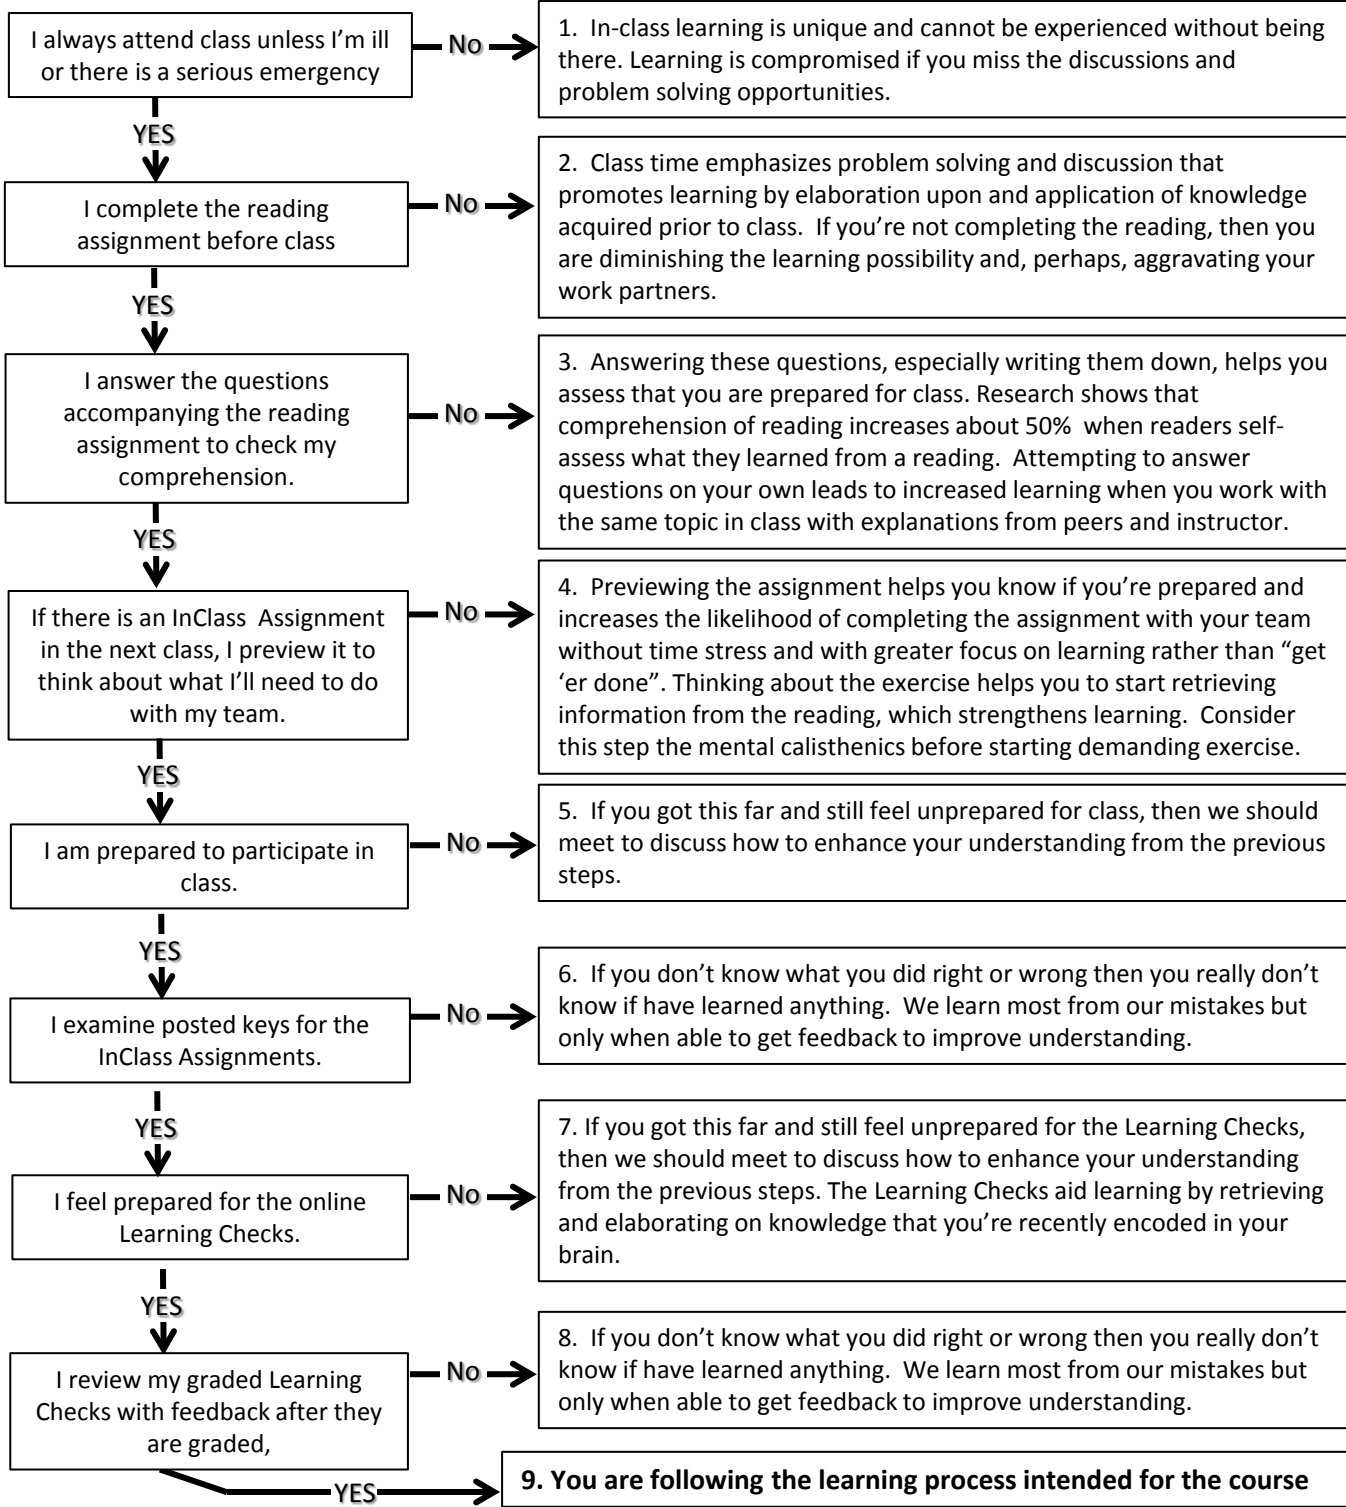 I always attend class unless I’m ill
or there is a serious emergency
No
1.  In-class learning is unique and cannot be experienced without being
there. Learning is compromised if you miss the discussions and
problem solving opportunities.
YES
I complete the reading
assignment before class
No
2.  Class time emphasizes problem solving and discussion that
promotes learning by elaboration upon and application of knowledge
acquired prior to class.  If you’re not completing the reading, then you
are diminishing the learning possibility and, perhaps, aggravating your
work partners.
YES
I answer the questions
accompanying the reading
assignment to check my
comprehension.
No
3.  Answering these questions, especially writing them down, helps you
assess that you are prepared for class. Research shows that
comprehension of reading increases about 50%  when readers self-
assess what they learned from a reading.  Attempting to answer
questions on your own leads to increased learning when you work with
the same topic in class with explanations from peers and instructor.
YES
If there is an InClass  Assignment
in the next class, I preview it to
think about what I’ll need to do
with my team.
No
4.  Previewing the assignment helps you know if you’re prepared and
increases the likelihood of completing the assignment with your team
without time stress and with greater focus on learning rather than “get
‘er done”. Thinking about the exercise helps you to start retrieving
information from the reading, which strengthens learning.  Consider
this step the mental calisthenics before starting demanding exercise.
YES
I am prepared to participate in
class.
No
5.  If you got this far and still feel unprepared for class, then we should
meet to discuss how to enhance your understanding from the previous
steps.
YES
I examine posted keys for the
InClass Assignments.
No
6.  If you don’t know what you did right or wrong then you really don’t
know if have learned anything.  We learn most from our mistakes but
only when able to get feedback to improve understanding.
YES
I feel prepared for the online
Learning Checks.
No
7. If you got this far and still feel unprepared for the Learning Checks,
then we should meet to discuss how to enhance your understanding
from the previous steps. The Learning Checks aid learning by retrieving
and elaborating on knowledge that you’re recently encoded in your
brain.
YES
I review my graded Learning
Checks with feedback after they
are graded,
No
8.  If you don’t know what you did right or wrong then you really don’t
know if have learned anything.  We learn most from our mistakes but
only when able to get feedback to improve understanding.
YES
9. You are following the learning process intended for the course